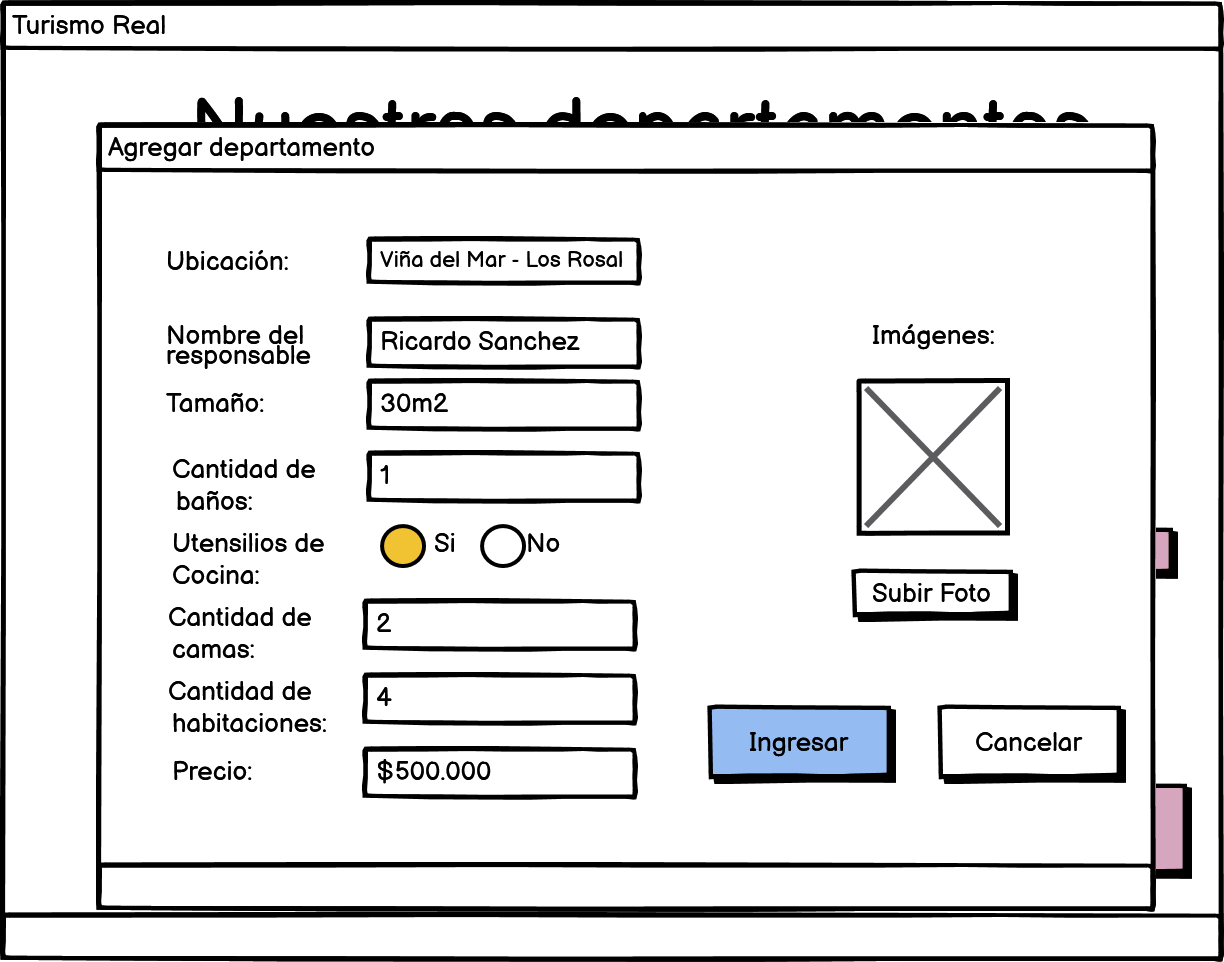 Turismo Real
Nuestros departamentos
Agregar departamento
Ubicación:
Viña del Mar - Los Rosal
Nombre del
responsable
Ricardo Sanchez
Imágenes:
Tamaño:
30m2
Cantidad de
baños:
1
Utensilios de
Cocina:
Si
No
Subir Foto
Cantidad de
camas:
2
Cantidad de
habitaciones:
4
Ingresar
Cancelar
Precio:
$500.000